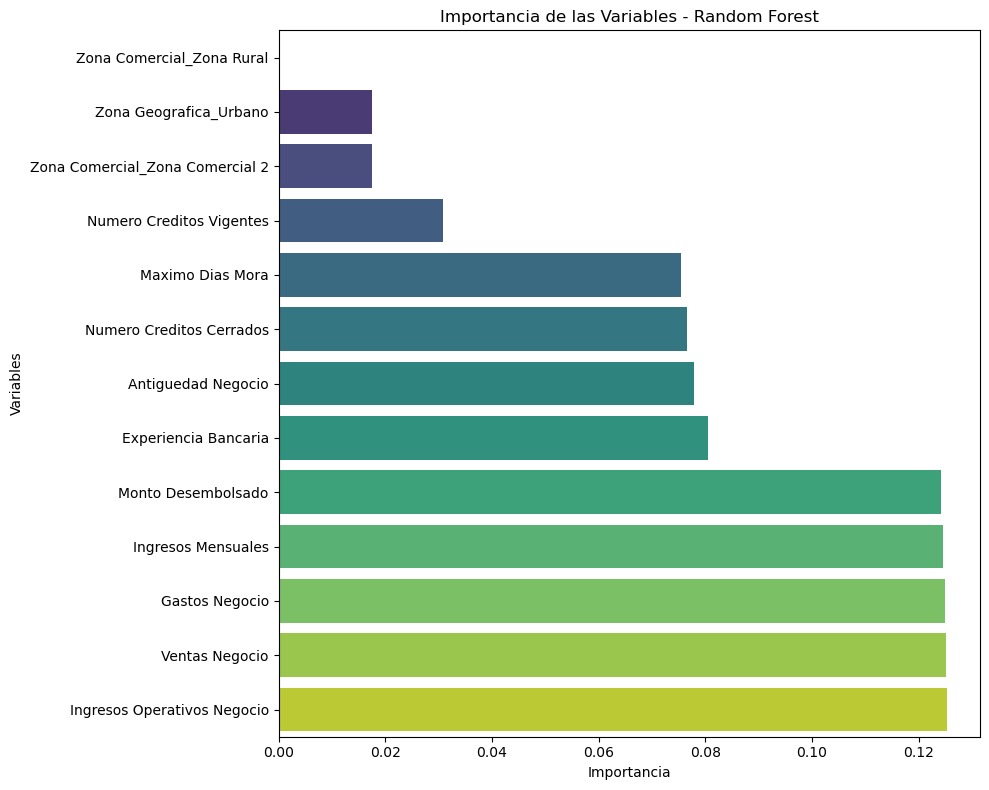 Importancia de las Variables - Random Forest
Variables
Zona Comercial_Zona Rural
Zona Geografica_Urbano
Zona Comercial_Zona Comercial 2
Numero Creditos Vigentes
Maximo Dias Mora
Numero Creditos Cerrados
Antiguedad Negocio
Experiencia Bancaria
Monto Desembolsado
Ingresos Mensuales
Gastos Negocio
Ventas Negocio
Ingresos Operativos Negocio
0.00 0.02 0.04 0.06 0.08 0.10 0.12
Importancia